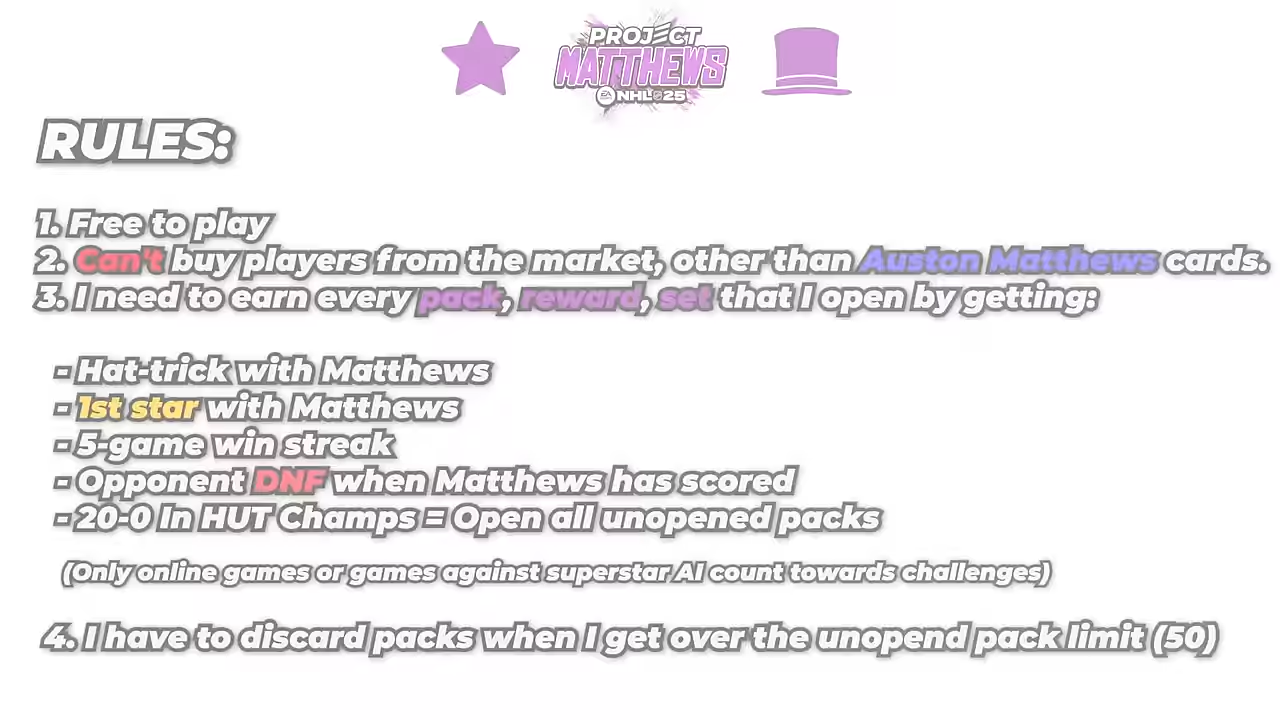 PROJECT
MATTHEWS
EA NHL 25
RULES:
1. Free to play
2. Can't buy players from the market, other than Auston Matthews cards.
3. I need to earn every pack, reward, set that I open by getting:
- Hat-trick with Matthews
- 1st star with Matthews
- 5-game win streak
- Opponent DNF when Matthews has scored
- 20-0 In HUT Champs = Open all unopened packs
(Only online games or games against superstar AI count towards challenges)
4. I have to discard packs when I get over the unopend pack limit (50)